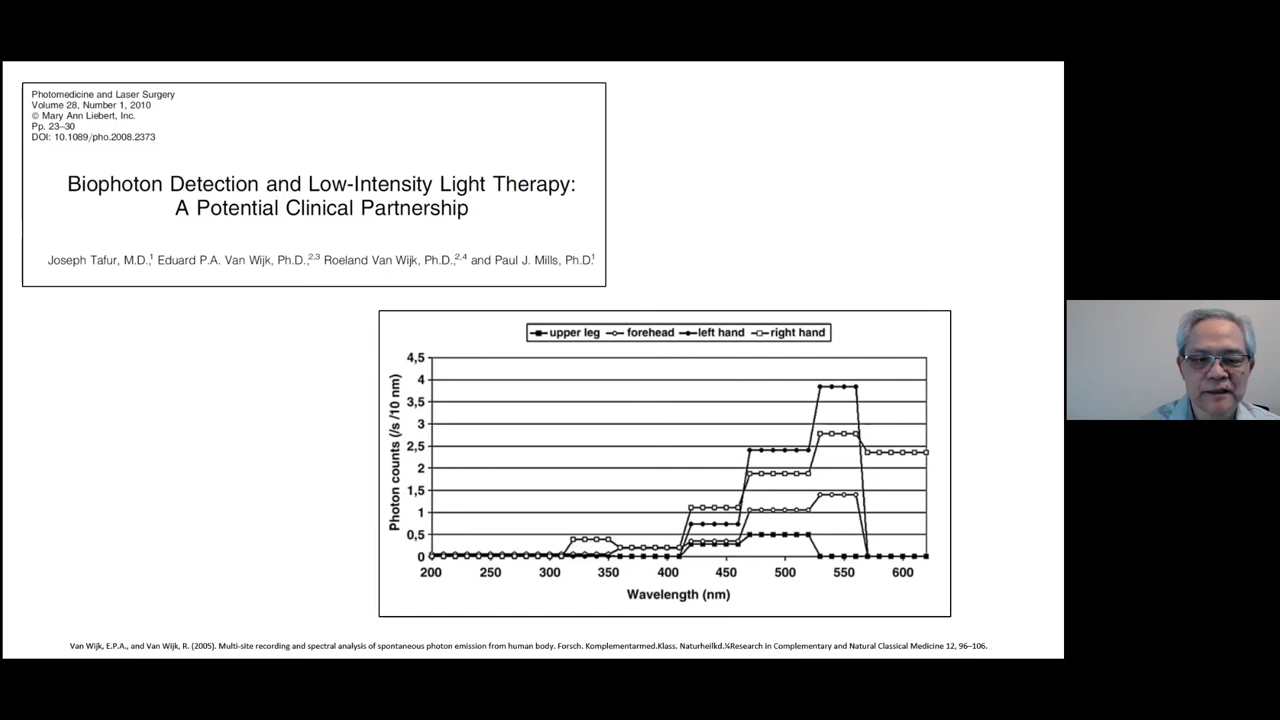 Photomedicine and Laser Surgery
Volume 28, Number 1, 2010
© Mary Ann Liebert, Inc.
Pp. 23–30
DOI: 10.1089/pho.2008.2373
Biophoton Detection and Low-Intensity Light Therapy:
A Potential Clinical Partnership
Joseph Tafur, M.D.,1 Eduard P.A. Van Wijk, Ph.D.,2,3 Roeland Van Wijk, Ph.D.,2,4 and Paul J. Mills, Ph.D.1
upper leg forehead left hand right hand
4,5
4
3,5
3
2,5
2
1,5
1
0,5
0
Photon counts (/s /10 nm)
200 250 300 350 400 450 500 550 600
Wavelength (nm)
Van Wijk, E.P.A., and Van Wijk, R. (2005). Multi-site recording and spectral analysis of spontaneous photon emission from human body. Forsch. Komplementarmed.Klass. Naturheilkd.¼Research in Complementary and Natural Classical Medicine 12, 96–106.